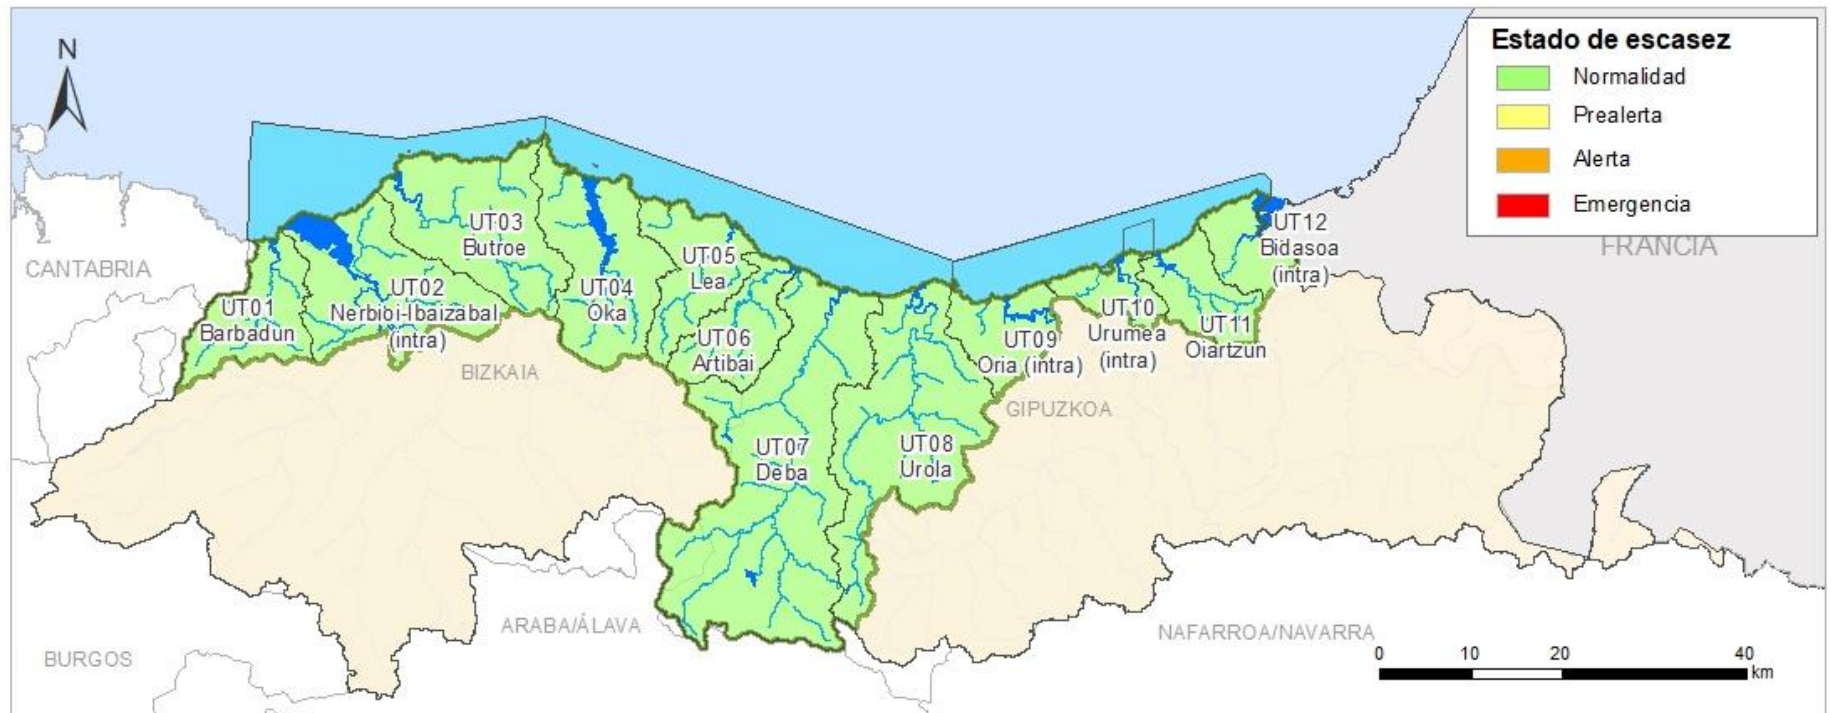 N
Estado de escasez
Normalidad
Prealerta
Alerta
Emergencia
FRANCIA
CANTABRIA
UT01
Barbadun
UT02
Nerbioi-Ibaizabal
(intra)
UT03
Butroe
UT04
Oka
UT05
Lea
UT06
Artibai
UT07
Deba
UT08
Urola
UT09
Oria (intra)
UT10
Urumea
(intra)
UT11
Oiartzun
UT12
Bidasoa
(intra)
BIZKAIA
GIPUZKOA
ARABA/ÁLAVA
NAFARROA/NAVARRA
BURGOS
0 10 20 40
km